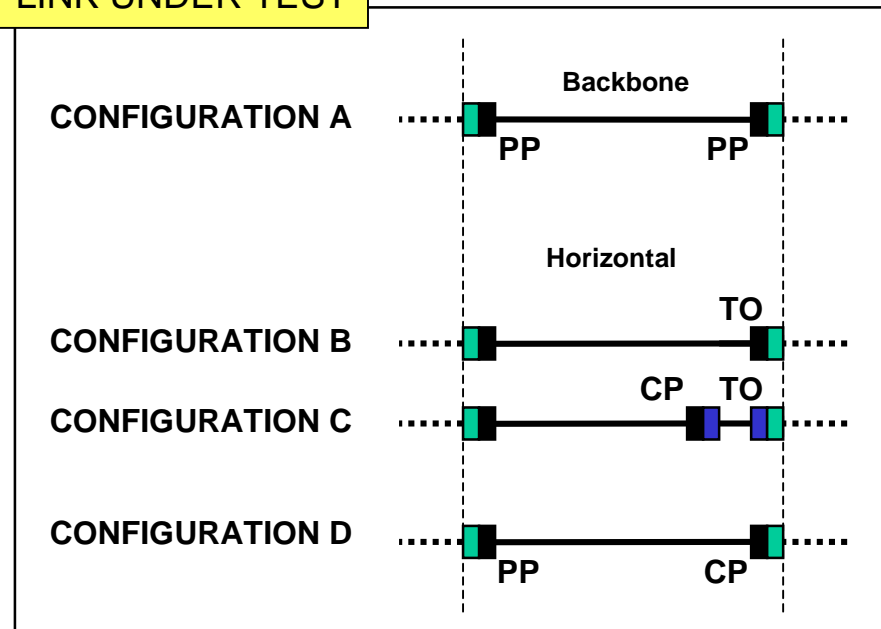 LINK UNDER TEST
Backbone
CONFIGURATION A
PP PP
Horizontal
TO
CONFIGURATION B
CP TO
CONFIGURATION C
CONFIGURATION D
PP CP